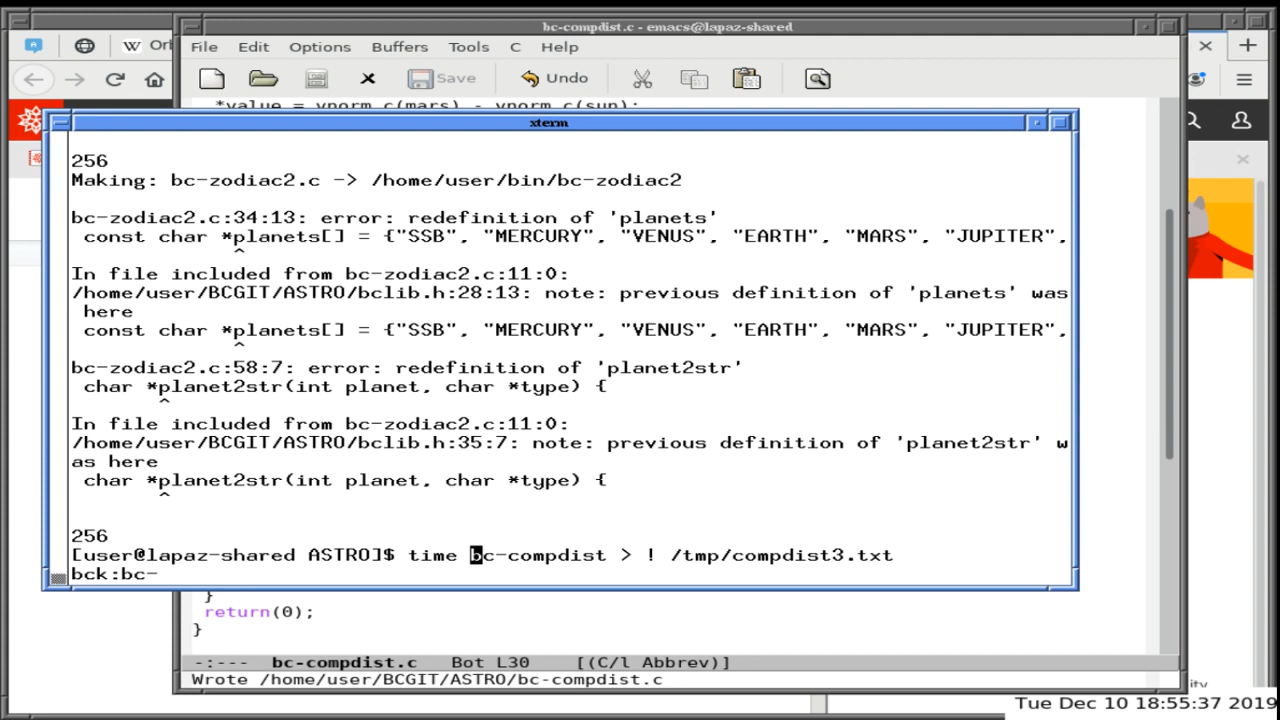 bc-compdist.c - emacs@lapaz-shared
W Ori
File Edit Options Buffers Tools C Help
Save Undo
*value = vnorm_c(mars) - vnorm_c(sun);
xterm
256
Making: bc-zodiac2.c -> /home/user/bin/bc-zodiac2
bc-zodiac2.c:34:13: error: redefinition of 'planets'
const char *planets[] = {"SSB", "MERCURY", "VENUS", "EARTH", "MARS", "JUPITER",
^
In file included from bc-zodiac2.c:11:0:
/home/user/BCGIT/ASTRO/bclib.h:28:13: note: previous definition of 'planets' was
here
const char *planets[] = {"SSB", "MERCURY", "VENUS", "EARTH", "MARS", "JUPITER",
^
bc-zodiac2.c:58:7: error: redefinition of 'planet2str'
char *planet2str(int planet, char *type) {
^
In file included from bc-zodiac2.c:11:0:
/home/user/BCGIT/ASTRO/bclib.h:35:7: note: previous definition of 'planet2str' w
as here
char *planet2str(int planet, char *type) {
^
256
[user@lapaz-shared ASTRO]$ time bc-compdist > ! /tmp/compdist3.txt
bck:bc-
}
return(0);
}
-:--- bc-compdist.c Bot L30 [(C/l Abbrev)]
Wrote /home/user/BCGIT/ASTRO/bc-compdist.c
Tue Dec 10 18:55:37 2019